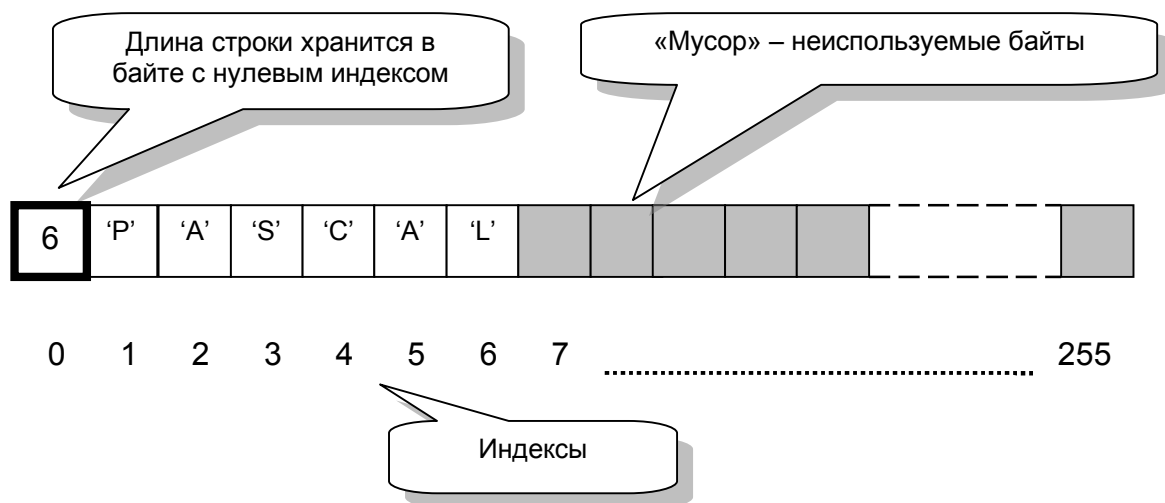 Длина строки хранится в
байте с нулевым индексом
«Мусор» – неиспользуемые байты
6 ‘P’ ‘A’ ‘S’ ‘C’ ‘A’ ‘L’
0 1 2 3 4 5 6 7 255
Индексы